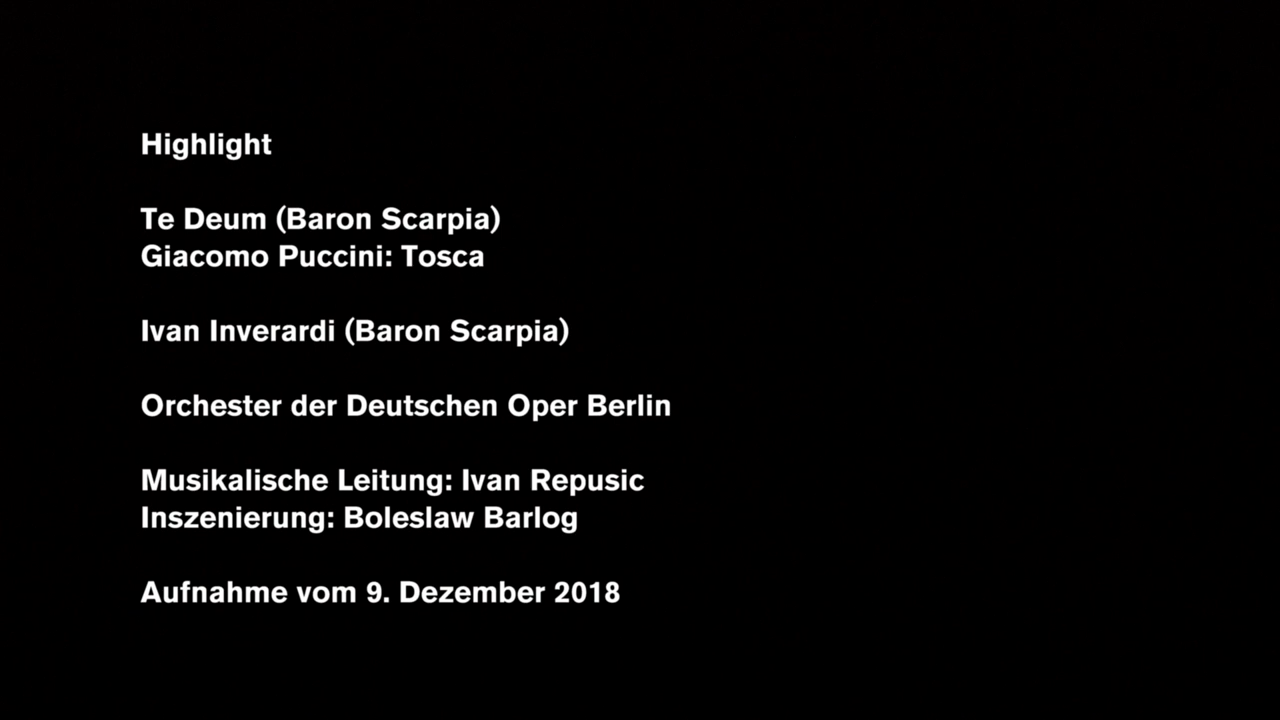 Highlight
Te Deum (Baron Scarpia)
Giacomo Puccini: Tosca
Ivan Inverardi (Baron Scarpia)
Orchester der Deutschen Oper Berlin
Musikalische Leitung: Ivan Repusic
Inszenierung: Boleslaw Barlog
Aufnahme vom 9. Dezember 2018